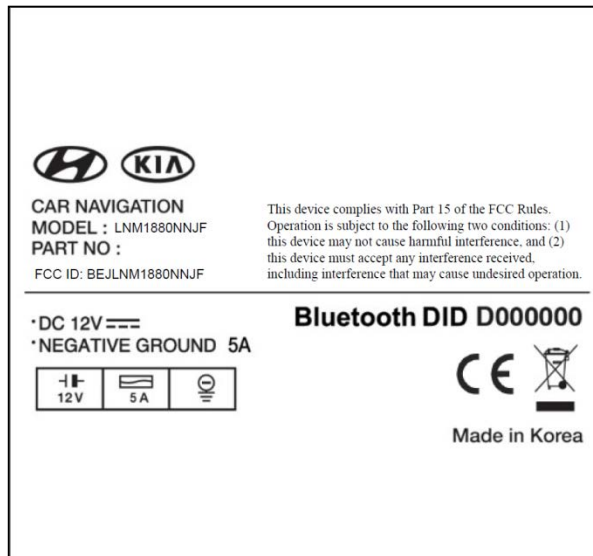 KIA
CAR NAVIGATION
MODEL : LNM1880NNJF
PART NO :
FCC ID: BEJLNM1880NNJF
This device complies with Part 15 of the FCC Rules.
Operation is subject to the following two conditions: (1)
this device may not cause harmful interference, and (2)
this device must accept any interference received,
including interference that may cause undesired operation.
·DC 12V
·NEGATIVE GROUND 5A
12V
5A
Bluetooth DID D000000
CE
Made in Korea